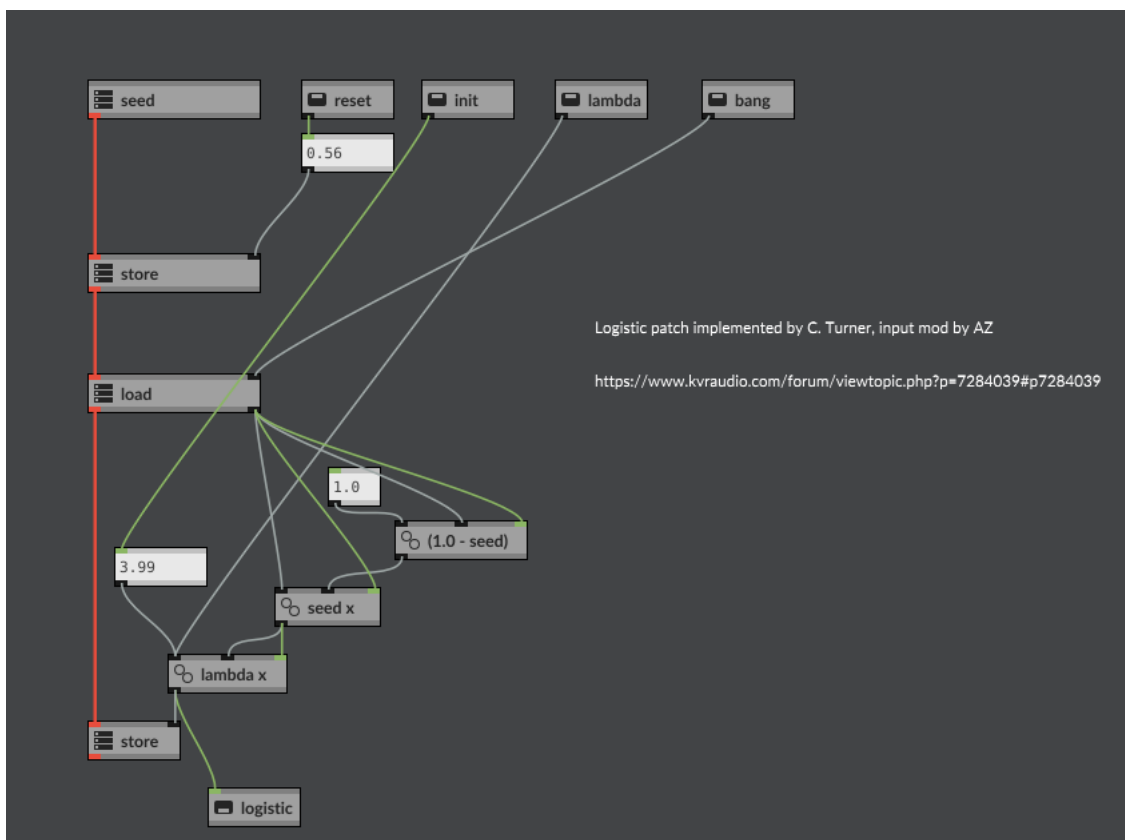 seed
reset
init
lambda
bang
0.56
store
Logistic patch implemented by C. Turner, input mod by AZ
load
https://www.kvraudio.com/forum/viewtopic.php?p=7284039#p7284039
1.0
(1.0 - seed)
3.99
seed x
lambda x
store
logistic